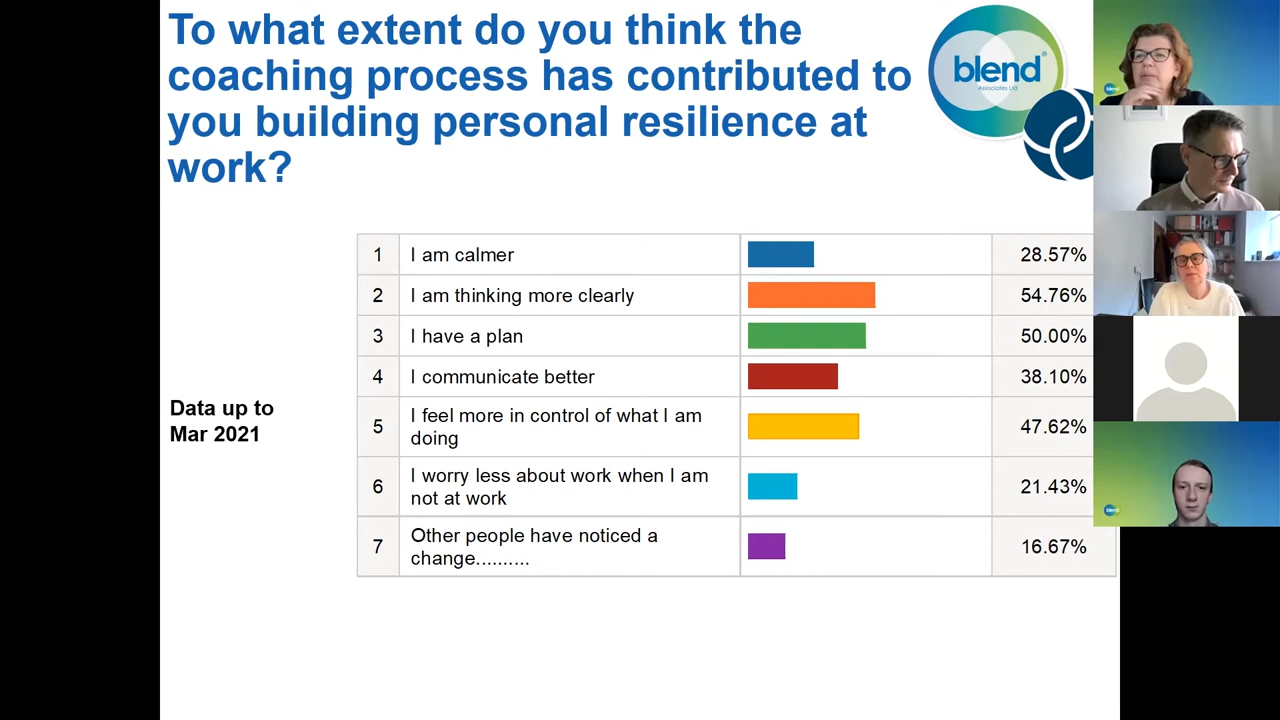 To what extent do you think the
coaching process has contributed to
you building personal resilience at
work?
blend®
Associates Ltd
1 I am calmer 28.57%
2 I am thinking more clearly 54.76%
3 I have a plan 50.00%
4 I communicate better 38.10%
Data up to
Mar 2021
5 I feel more in control of what I am
doing 47.62%
6 I worry less about work when I am
not at work 21.43%
7 Other people have noticed a
change.......... 16.67%
blend
blend